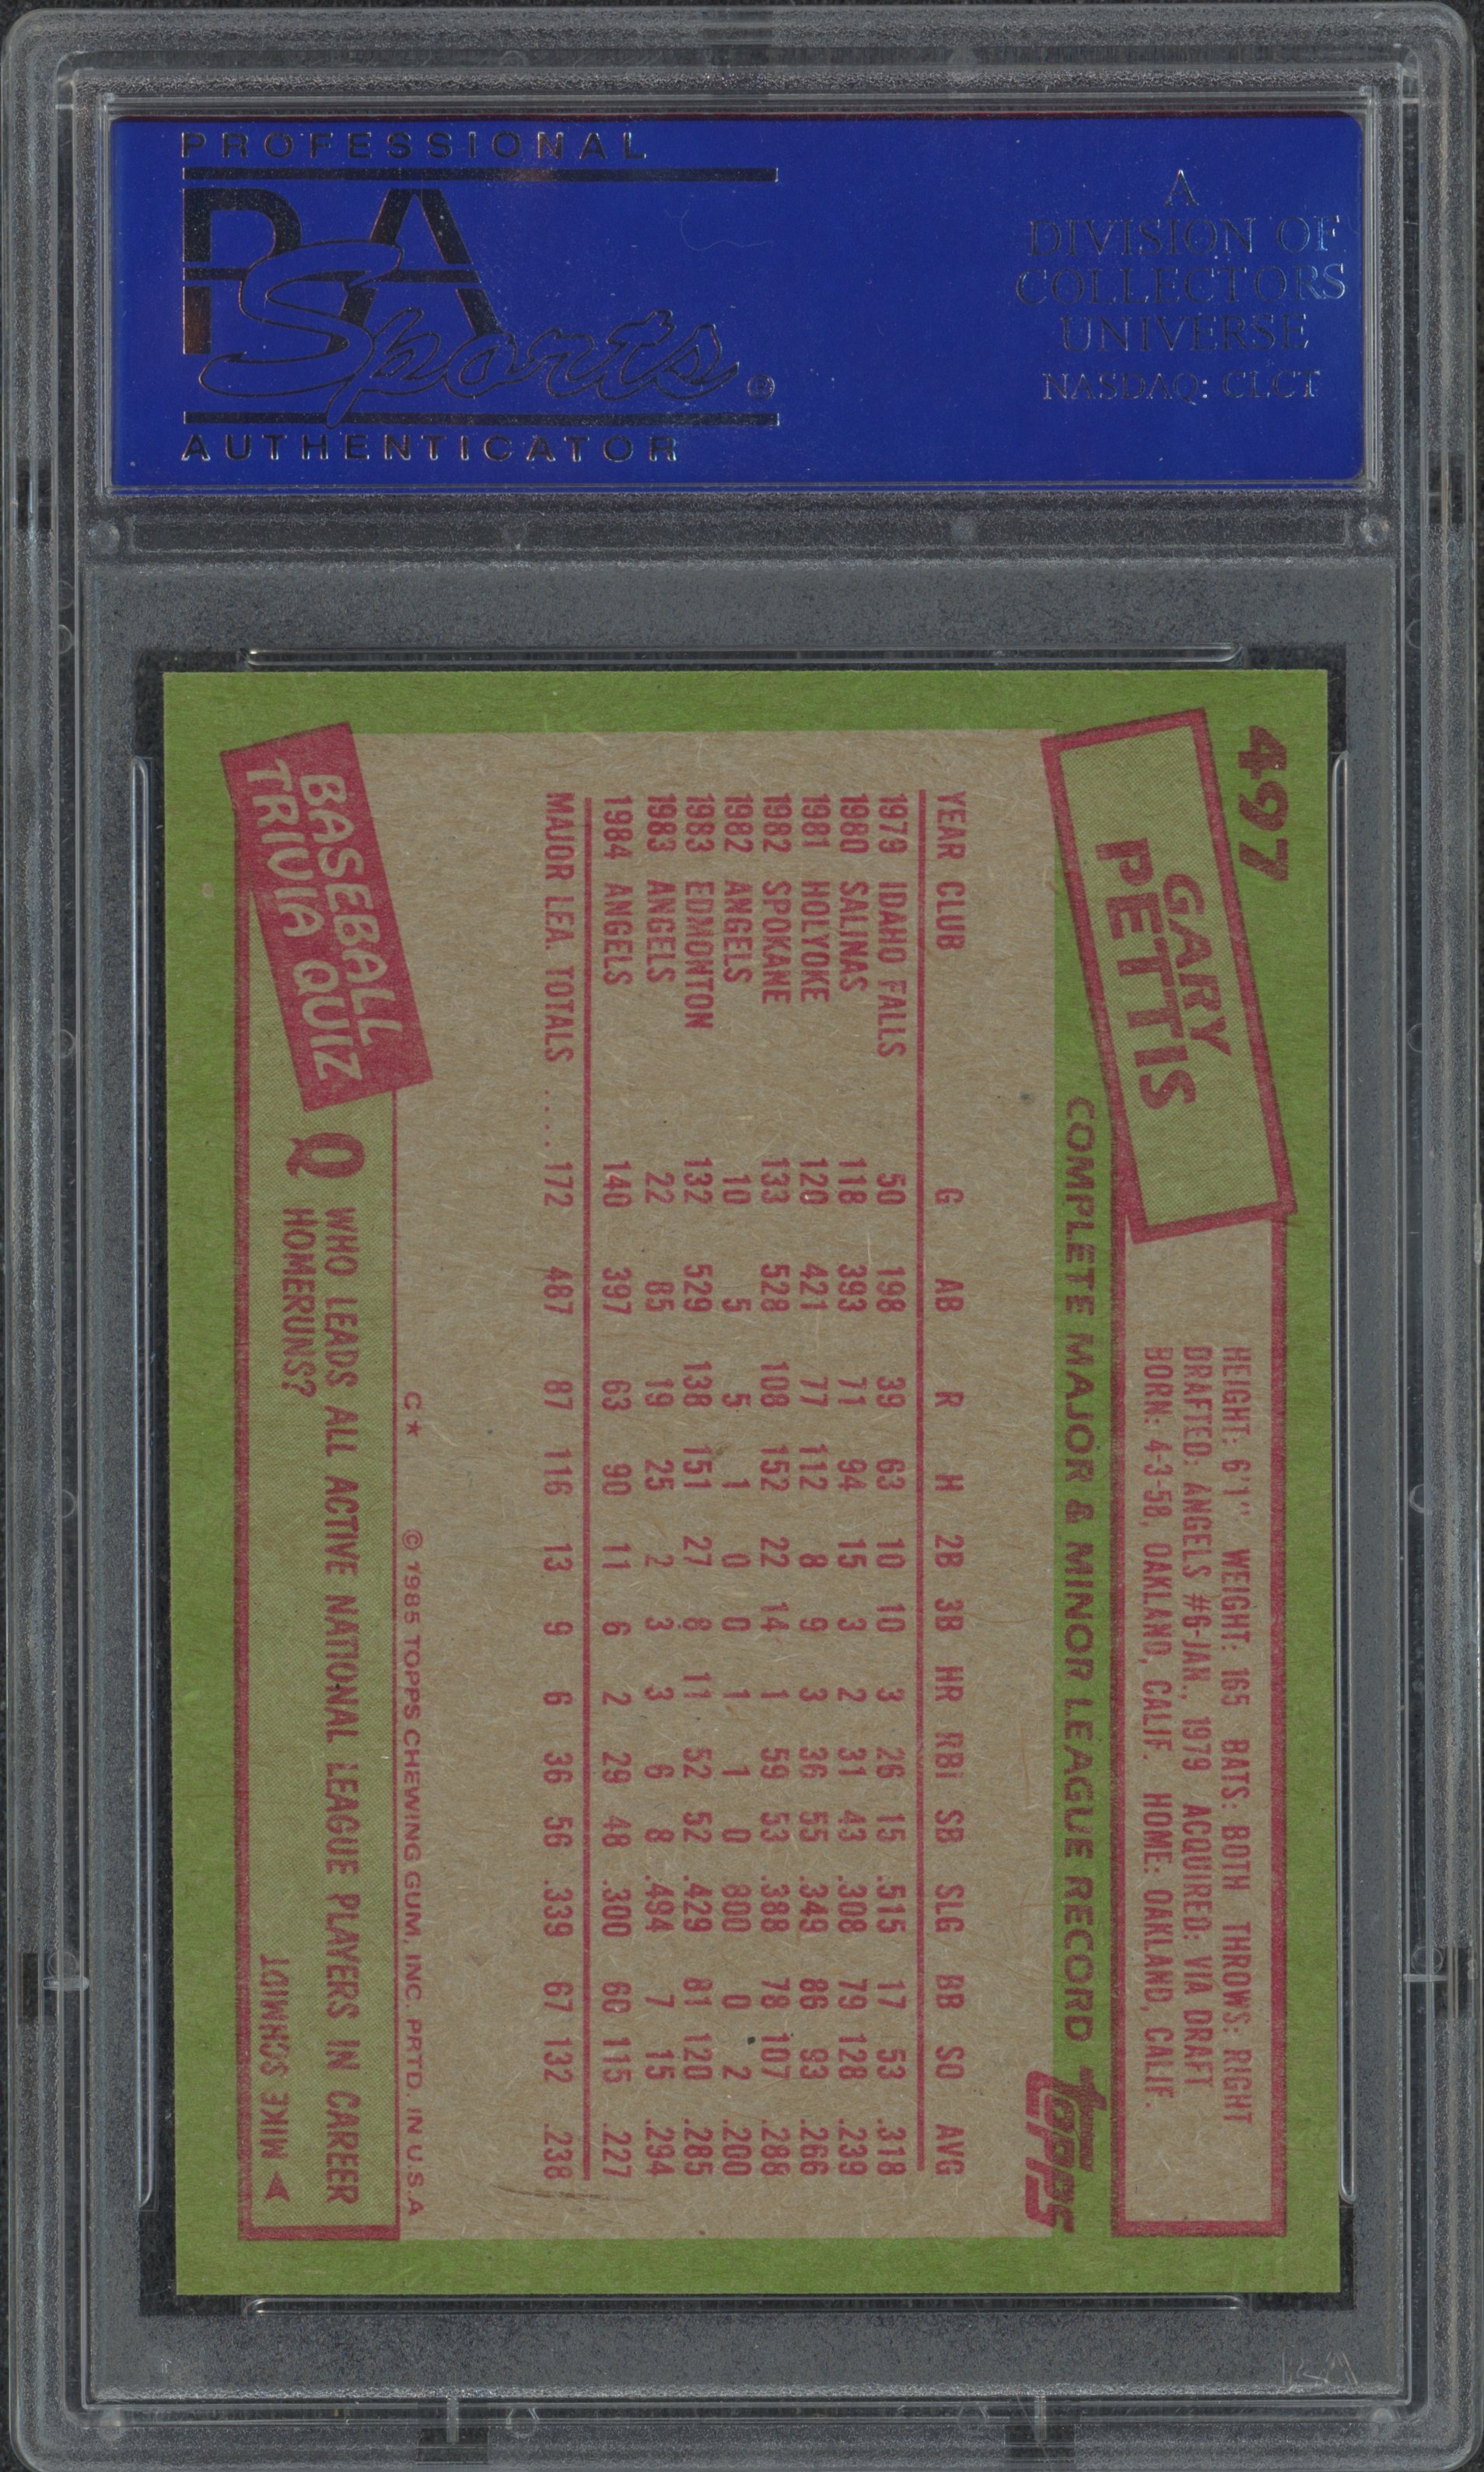 PROFESSIONAL
PSA
Sports®
AUTHENTICATOR
A
DIVISION OF
COLLECTORS
UNIVERSE
NASDAQ: CLCT
497
GARY
PETTIS
HEIGHT: 6'1" WEIGHT: 165 BATS: BOTH THROWS: RIGHT
DRAFTED: ANGELS #6-JAN., 1979 ACQUIRED: VIA DRAFT
BORN: 4-3-58, OAKLAND, CALIF. HOME: OAKLAND, CALIF.
COMPLETE MAJOR & MINOR LEAGUE RECORD topps
YEAR CLUB G AB R H 2B 3B HR RBI SB SLG BB SO AVG
1979 IDAHO FALLS 50 198 39 63 10 10 3 26 15 .515 17 53 .318
1980 SALINAS 118 393 71 94 15 3 2 31 43 .308 79 128 .239
1981 HOLYOKE 120 421 77 112 8 9 3 36 55 .349 86 93 .266
1982 SPOKANE 133 528 108 152 22 14 1 59 53 .388 78 107 .288
1982 ANGELS 10 5 5 1 0 0 1 1 0 .800 0 2 .200
1983 EDMONTON 132 529 138 151 27 8 11 52 52 .429 81 120 .285
1983 ANGELS 22 85 19 25 2 3 3 6 8 .494 7 15 .294
1984 ANGELS 140 397 63 90 11 6 2 29 48 .300 60 115 .227
MAJOR LEA. TOTALS .... 172 487 87 116 13 9 6 36 56 .339 67 132 .238
C* © 1985 TOPPS CHEWING GUM, INC. PRTD. IN U.S.A
BASEBALL
TRIVIA QUIZ
Q WHO LEADS ALL ACTIVE NATIONAL LEAGUE PLAYERS IN CAREER
HOMERUNS?
MIKE SCHMIDT